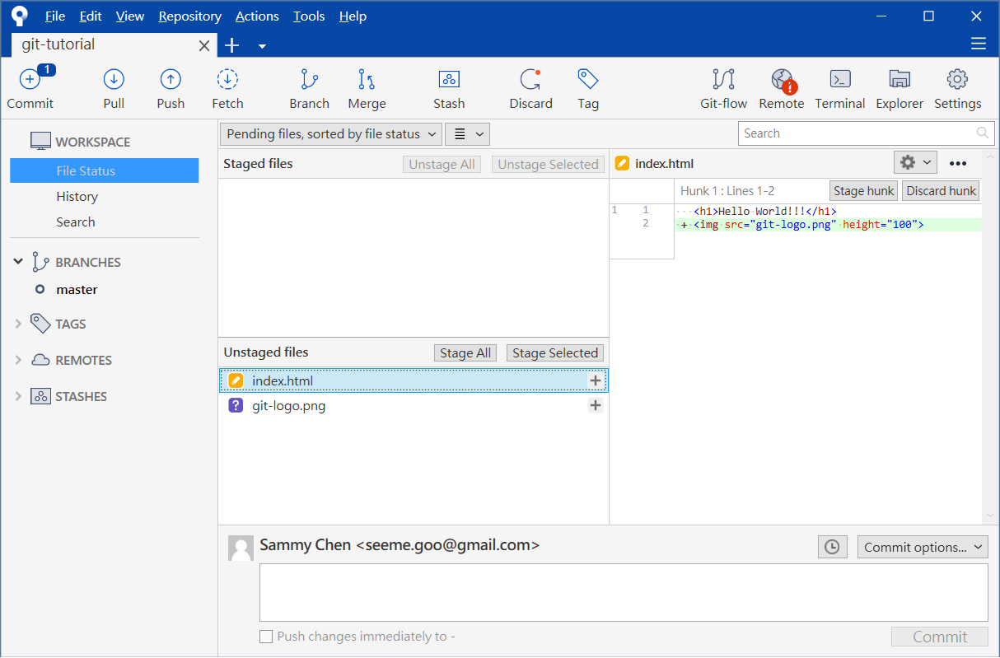 File Edit View Repository Actions Tools Help
git-tutorial
1
Commit Pull Push Fetch Branch Merge Stash Discard Tag Git-flow Remote Terminal Explorer Settings
WORKSPACE
File Status
History
Search
BRANCHES
master
TAGS
REMOTES
STASHES
Pending files, sorted by file status
Search
Staged files Unstage All Unstage Selected
index.html
Hunk 1 : Lines 1-2 Stage hunk Discard hunk
1 1 <h1>Hello World!!!</h1>
2 + <img src="git-logo.png" height="100">
Unstaged files Stage All Stage Selected
index.html
? git-logo.png
Sammy Chen <seeme.goo@gmail.com>
Commit options...
Push changes immediately to -
Commit